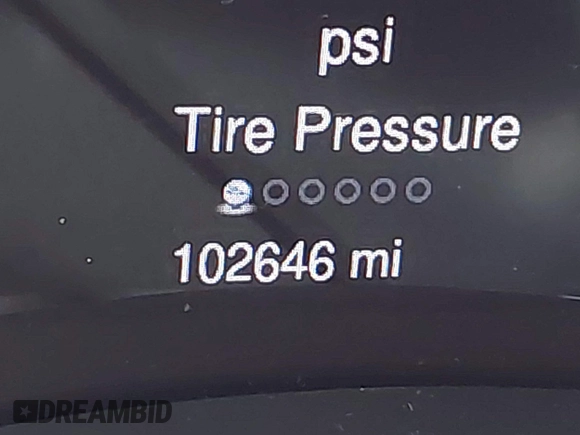 psi
Tire Pressure
102646 mi
DREAMBID